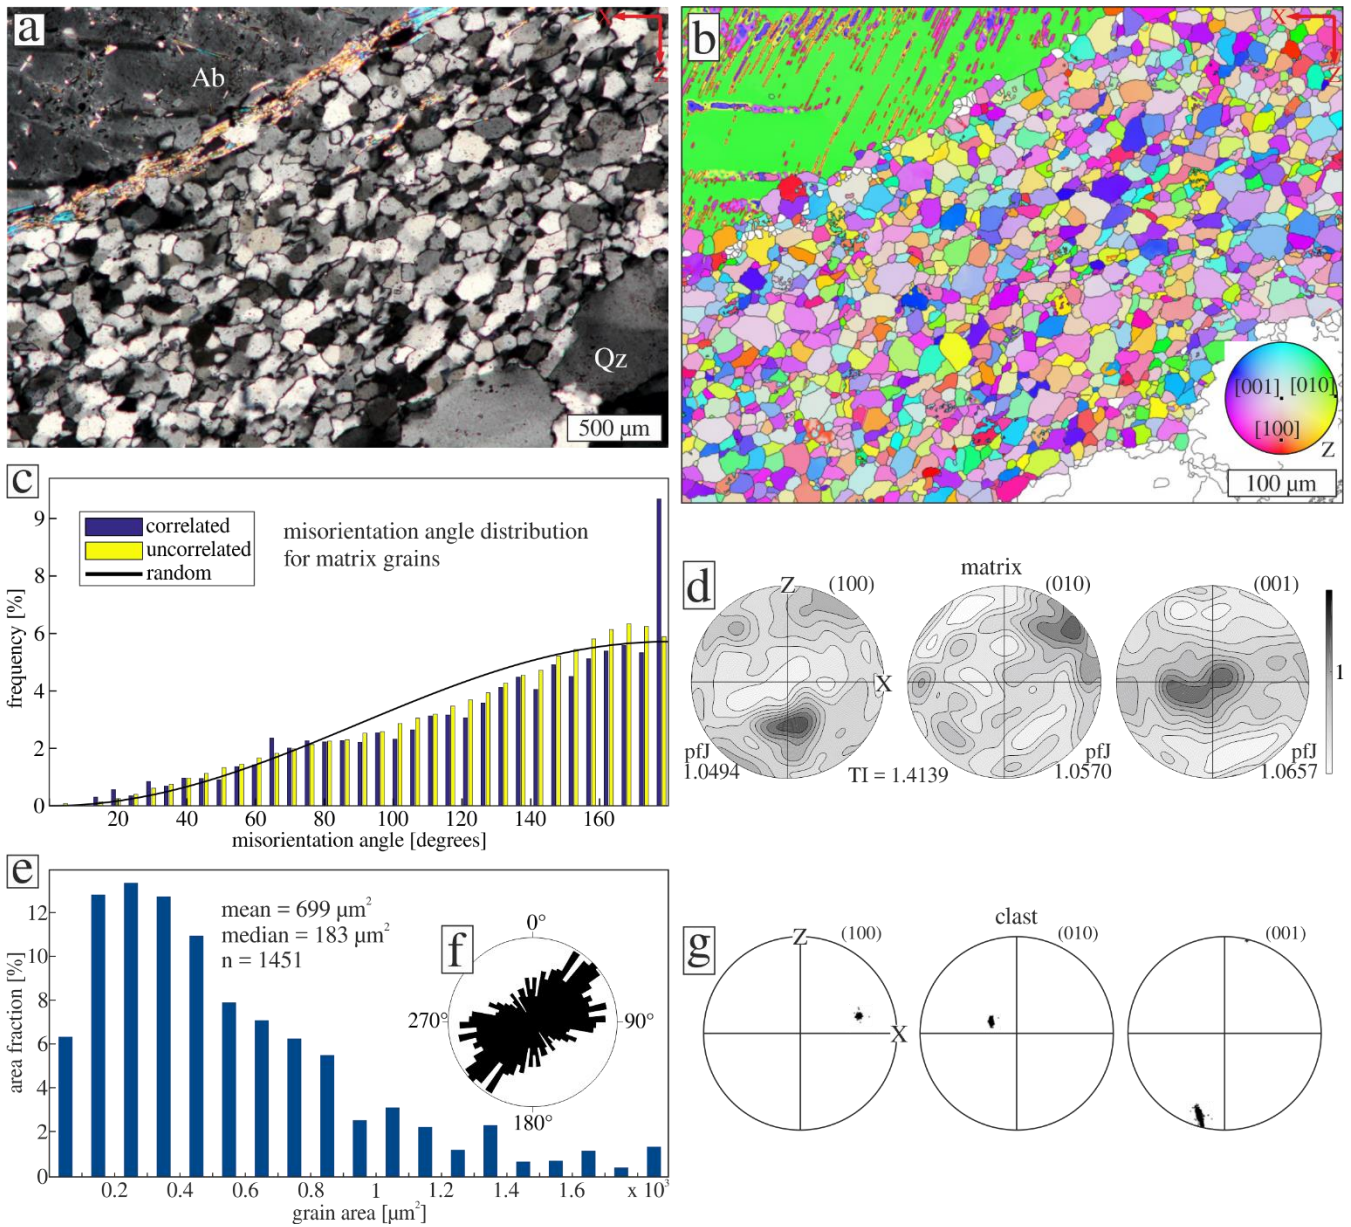 a
Ab
X
Z
Qz
500 µm
b
X
Z
[001]
[010]
[100]
Z
100 µm
c
correlated
uncorrelated
random
misorientation angle distribution
for matrix grains
frequency [%]
9
8
6
4
2
0
20
40
60
80
100
120
140
160
misorientation angle [degrees]
d
matrix
Z
(100)
(010)
(001)
X
1
pfJ
1.0494
TI = 1.4139
pfJ
1.0570
pfJ
1.0657
e
mean = 699 µm²
median = 183 µm²
n = 1451
area fraction [%]
12
10
8
6
4
2
0
0.2
0.4
0.6
0.8
1
1.2
1.4
1.6
x 10³
grain area [µm²]
f
0°
270°
90°
180°
g
clast
Z
(100)
(010)
(001)
X